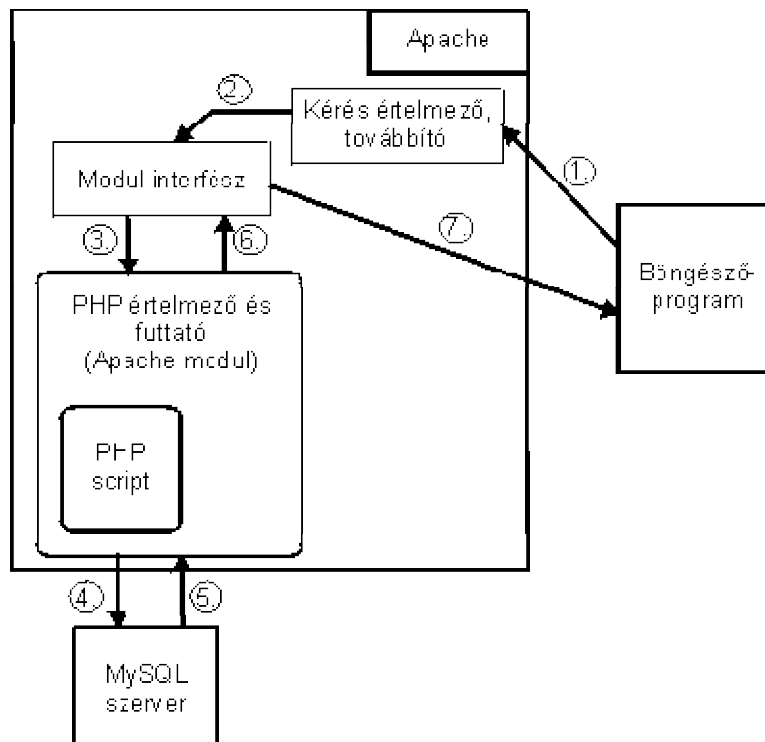 Apache
②.
Kérés értelmező,
továbbító
①.
Modul interfész
③.
⑥.
⑦.
Böngésző-
program
PHP értelmező és
futtató
(Apache modul)
PHP
script
④.
⑤.
MySQL
szerver